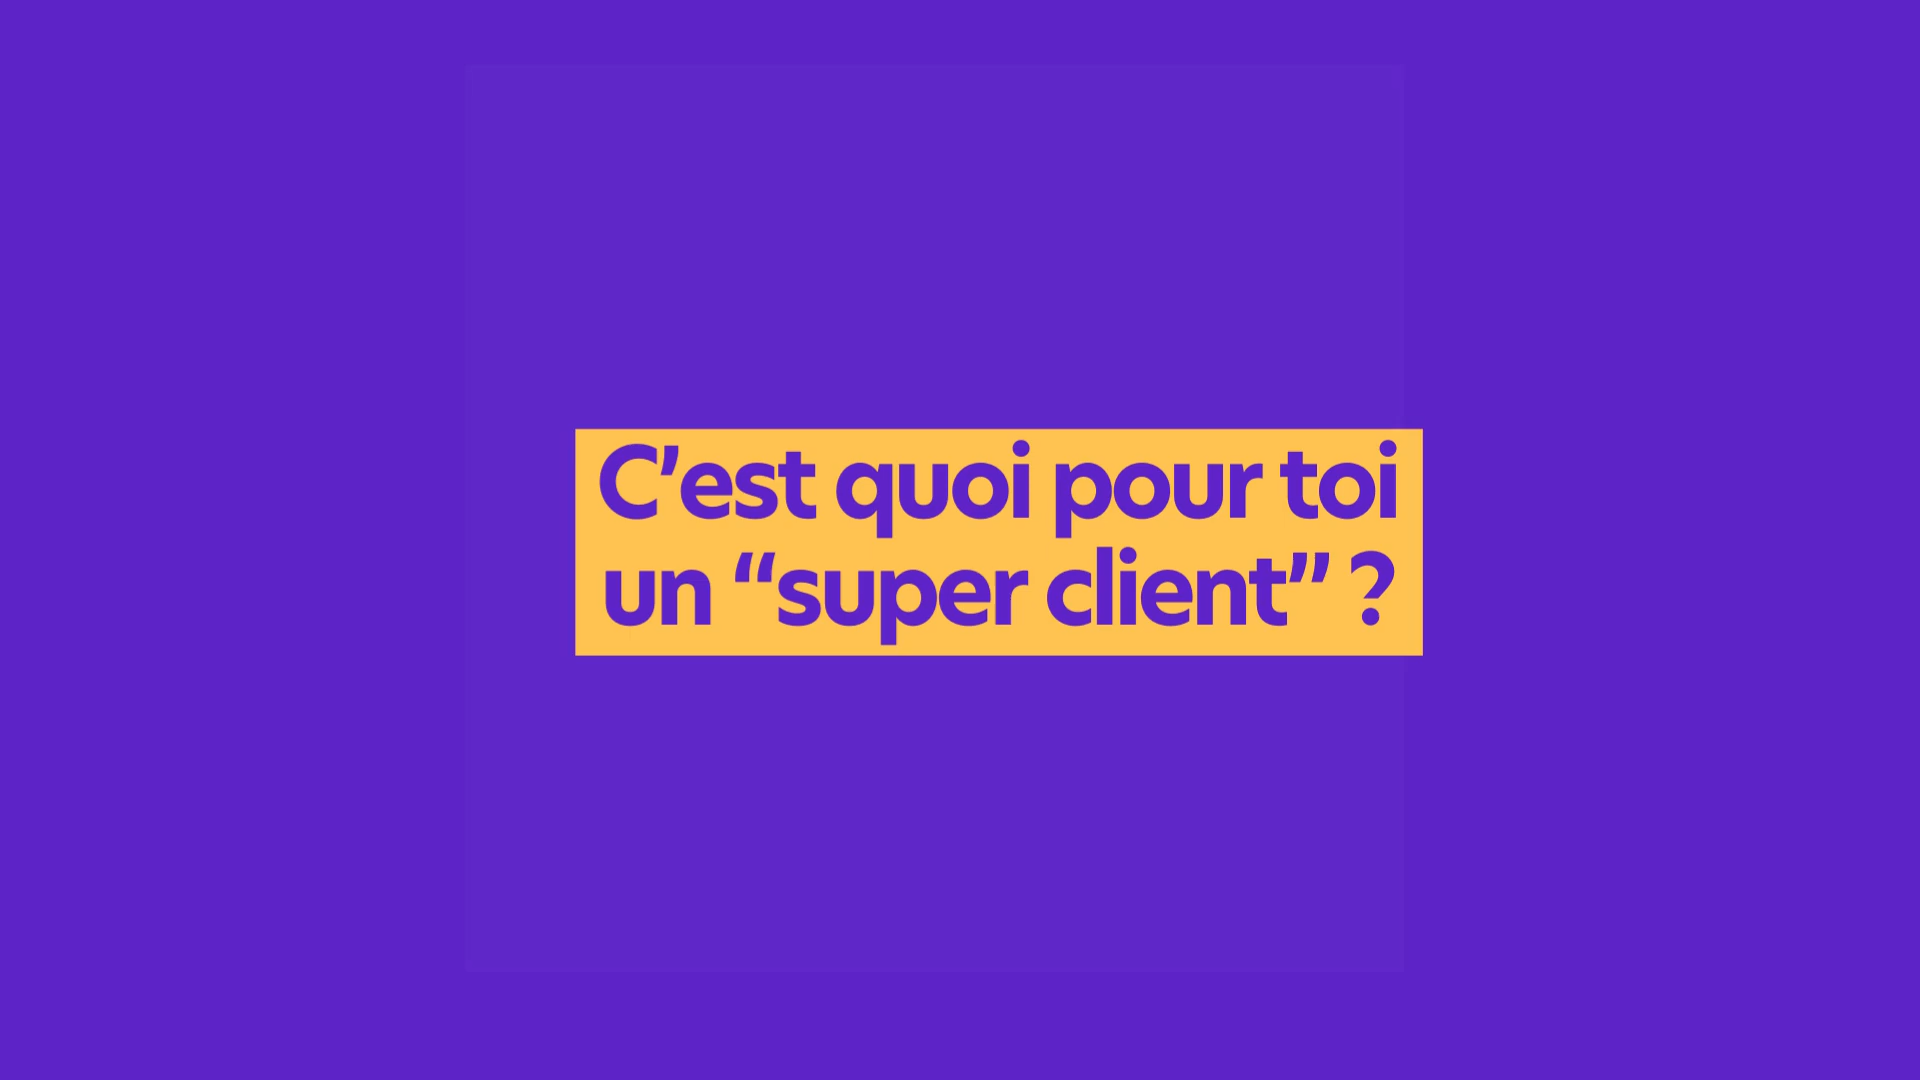 C’est quoi pour toi
un “super client” ?